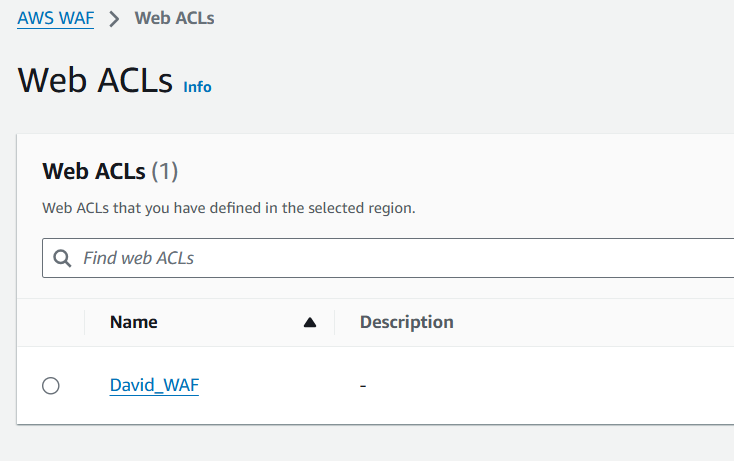 AWS WAF > Web ACLs
Web ACLs Info
Web ACLs (1)
Web ACLs that you have defined in the selected region.
Find web ACLs
Name Description
David_WAF -